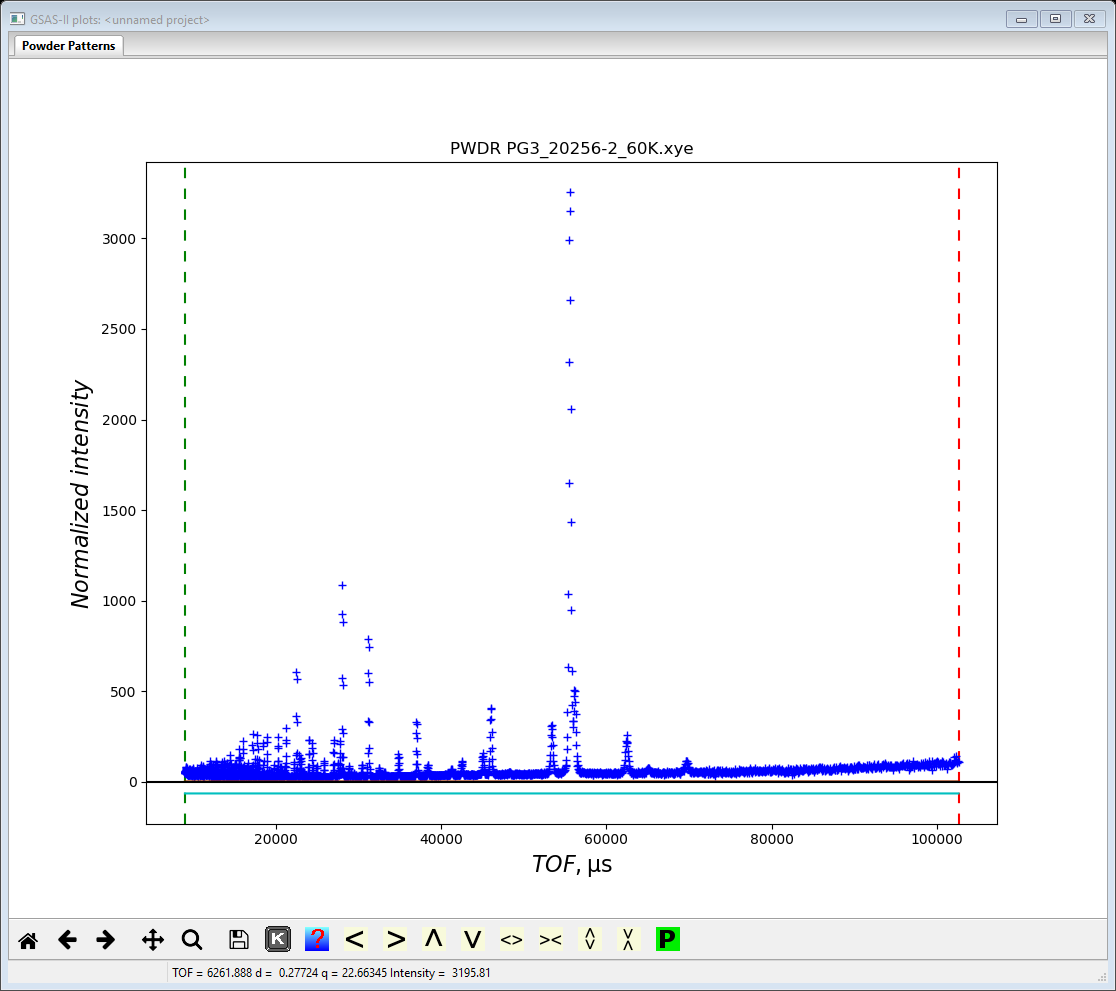 GSAS-II plots: <unnamed project>
Powder Patterns
PWDR PG3_20256-2_60K.xye
3000
2500
2000
1500
1000
500
0
Normalized intensity
20000 40000 60000 80000 100000
TOF, μs
K ? < > Λ V <> >< P
TOF = 6261.888 d = 0.27724 q = 22.66345 Intensity = 3195.81